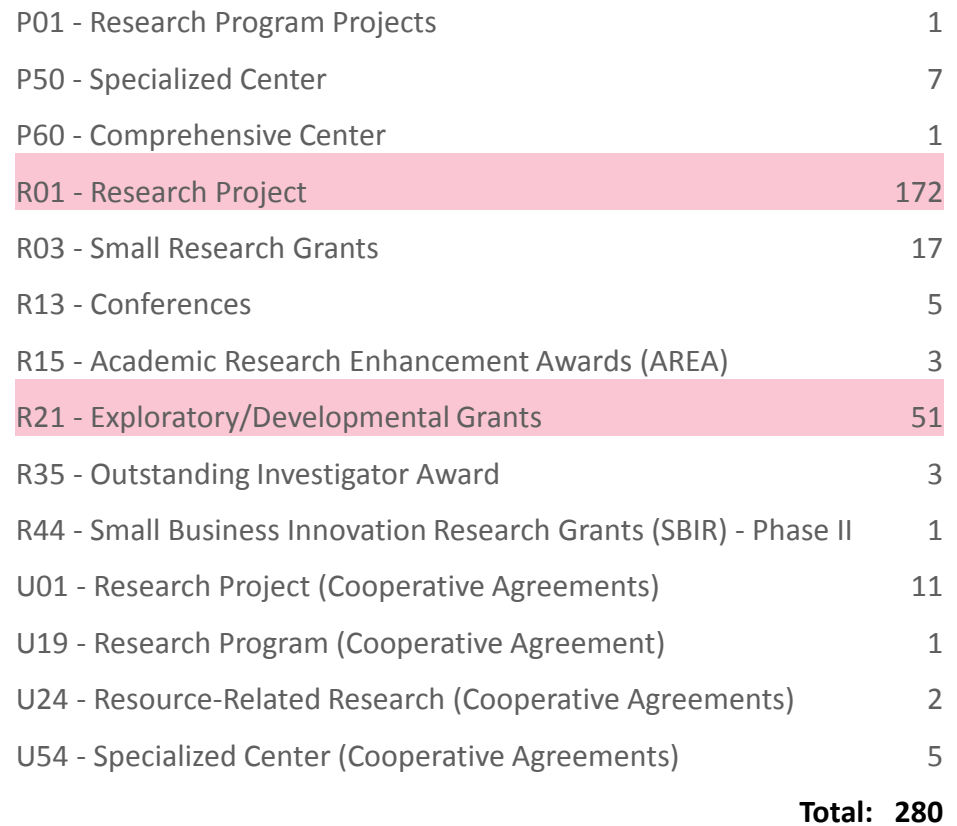 P01 - Research Program Projects 1
P50 - Specialized Center 7
P60 - Comprehensive Center 1
R01 - Research Project 172
R03 - Small Research Grants 17
R13 - Conferences 5
R15 - Academic Research Enhancement Awards (AREA) 3
R21 - Exploratory/Developmental Grants 51
R35 - Outstanding Investigator Award 3
R44 - Small Business Innovation Research Grants (SBIR) - Phase II 1
U01 - Research Project (Cooperative Agreements) 11
U19 - Research Program (Cooperative Agreement) 1
U24 - Resource-Related Research (Cooperative Agreements) 2
U54 - Specialized Center (Cooperative Agreements) 5
Total: 280